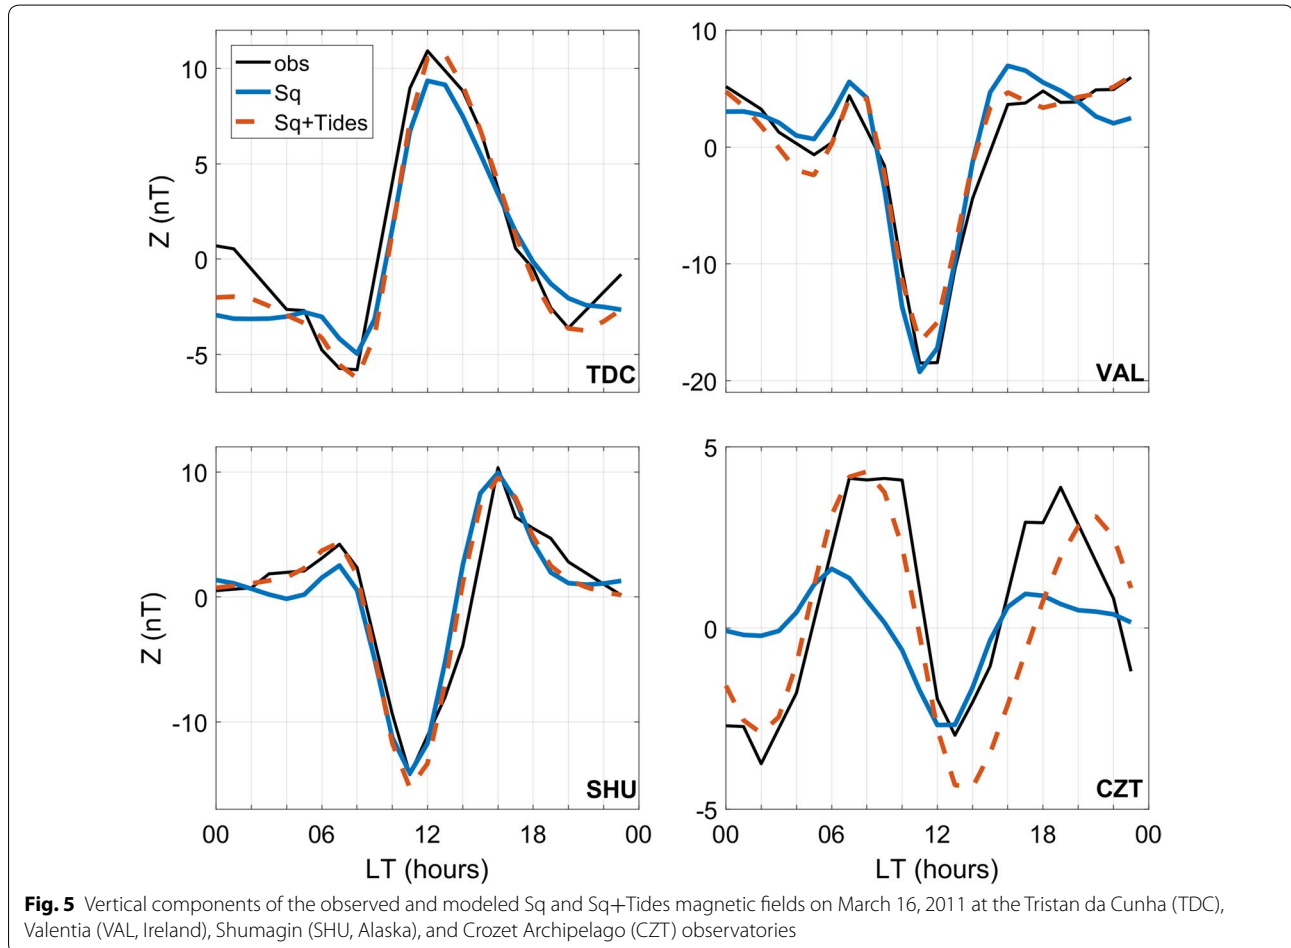 10
5
0
-5
Z (nT)
obs
Sq
Sq+Tides
TDC
10
0
-10
-20
VAL
10
0
-10
Z (nT)
SHU
00
06
12
18
00
LT (hours)
5
0
-5
CZT
00
06
12
18
00
LT (hours)
Fig. 5 Vertical components of the observed and modeled Sq and Sq+Tides magnetic fields on March 16, 2011 at the Tristan da Cunha (TDC),
Valentia (VAL, Ireland), Shumagin (SHU, Alaska), and Crozet Archipelago (CZT) observatories